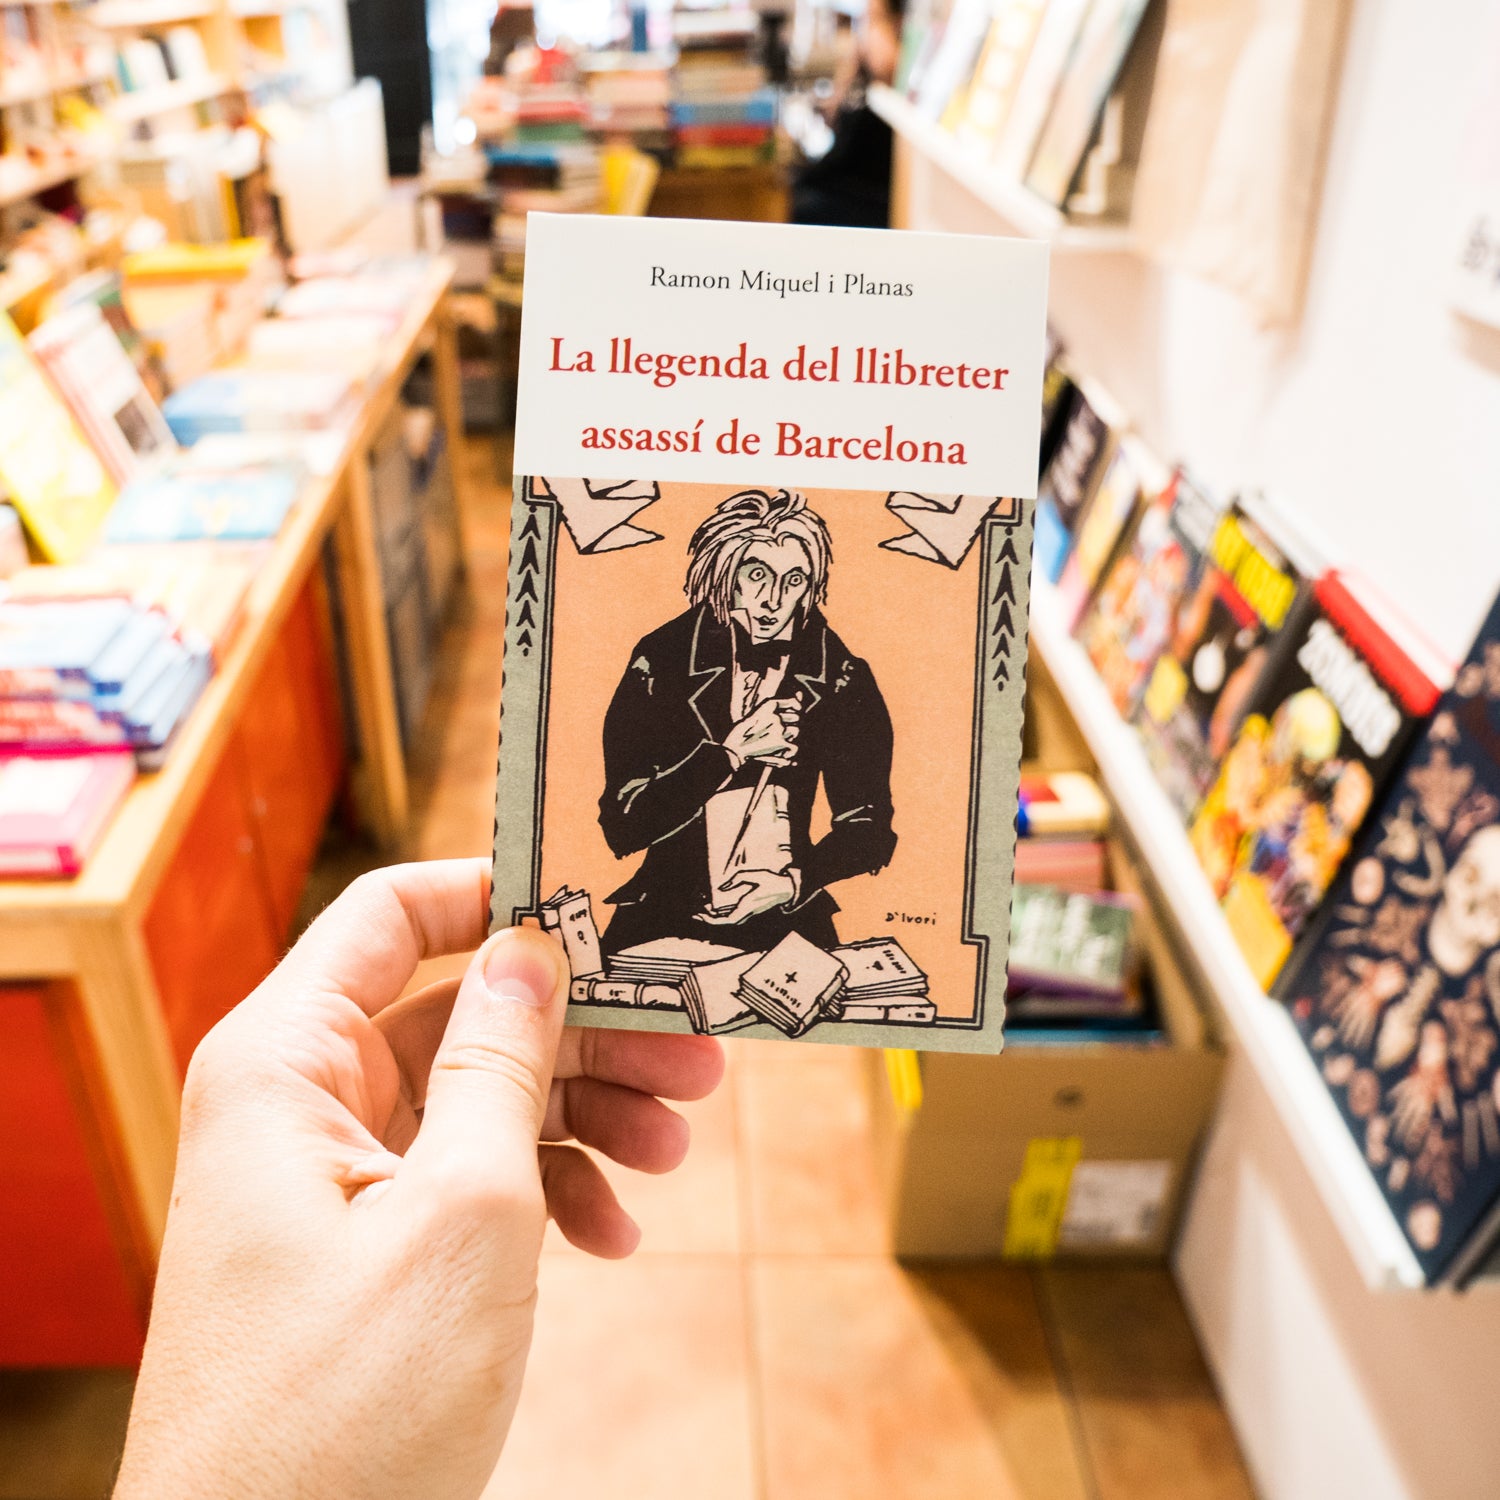 Ramon Miquel i Planas
La llegenda del llibreter
assassí de Barcelona
D'Ivori